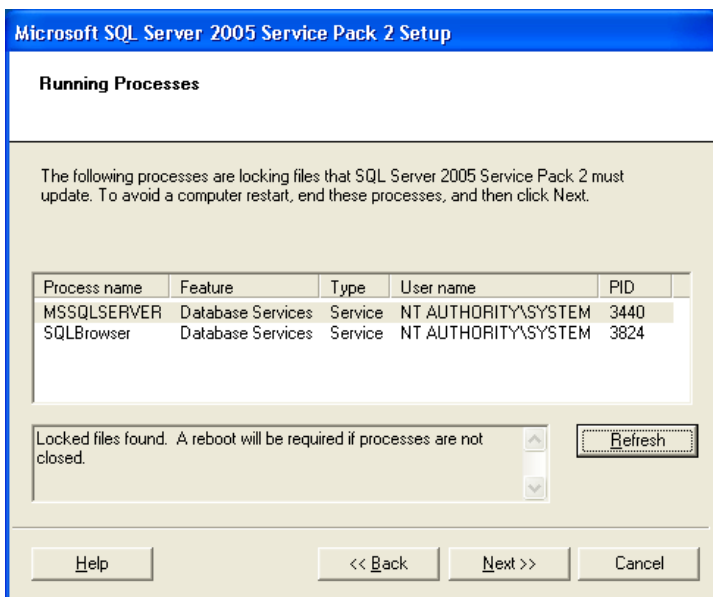 Microsoft SQL Server 2005 Service Pack 2 Setup
Running Processes
The following processes are locking files that SQL Server 2005 Service Pack 2 must
update. To avoid a computer restart, end these processes, and then click Next.
Process name Feature Type User name PID
MSSQLSERVER Database Services Service NT AUTHORITY\SYSTEM 3440
SQLBrowser Database Services Service NT AUTHORITY\SYSTEM 3824
Locked files found. A reboot will be required if processes are not
closed.
Refresh
Help << Back Next >> Cancel